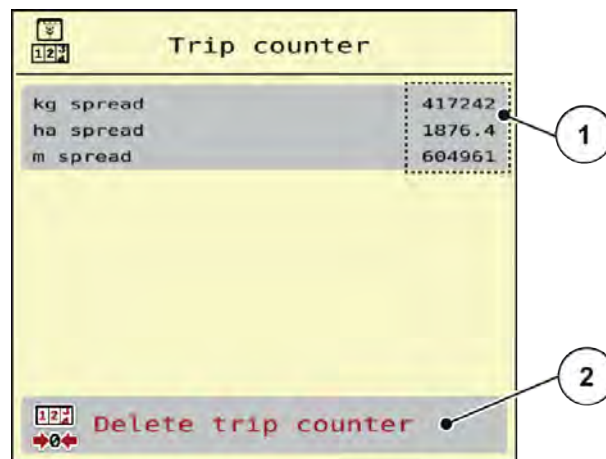 Trip counter
kg spread 417242
ha spread 1876.4
m spread 604961
1
Delete trip counter
2